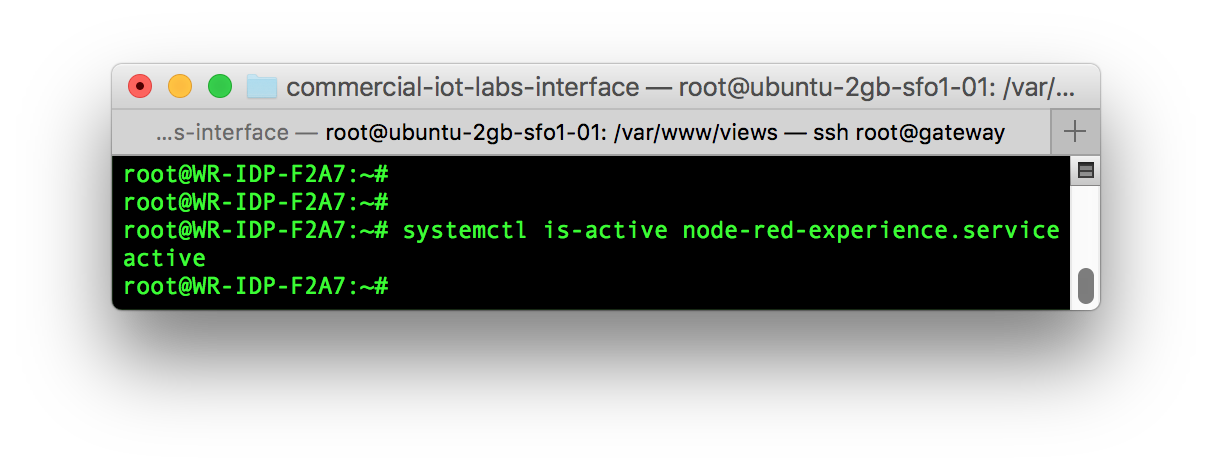 commercial-iot-labs-interface — root@ubuntu-2gb-sfo1-01: /var/...
...s-interface — root@ubuntu-2gb-sfo1-01: /var/www/views — ssh root@gateway
root@WR-IDP-F2A7:~#
root@WR-IDP-F2A7:~#
root@WR-IDP-F2A7:~# systemctl is-active node-red-experience.service
active
root@WR-IDP-F2A7:~#